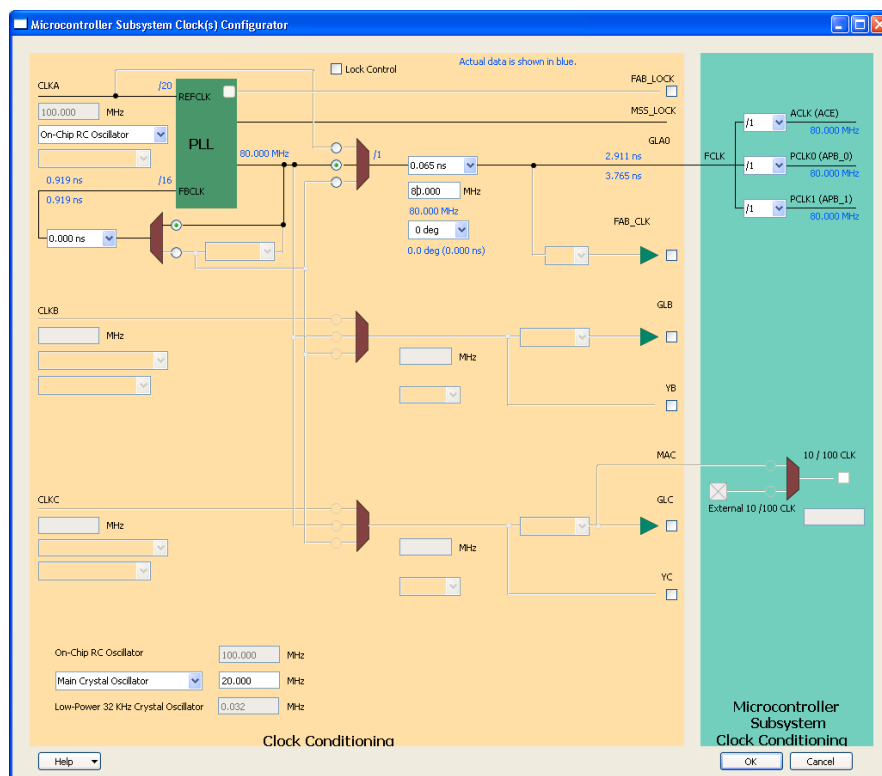 Microcontroller Subsystem Clock(s) Configurator
Actual data is shown in blue.
Lock Control
CLKA
/20
REFCLK
FAB_LOCK
100.000 MHz
MSS_LOCK
On-Chip RC Oscillator
PLL
80.000 MHz
/1
0.065 ns
GLA0
2.911 ns
3.765 ns
FCLK
/1
ACLK (ACE)
80.000 MHz
/1
PCLK0 (APB_0)
80.000 MHz
/1
PCLK1 (APB_1)
80.000 MHz
0.919 ns
/16
FBCLK
0.919 ns
80.000 MHz
80.000 MHz
0 deg
0.0 deg (0.000 ns)
0.000 ns
FAB_CLK
CLKB
MHz
GLB
MHz
YB
MAC
10 / 100 CLK
CLKC
MHz
GLC
External 10 /100 CLK
MHz
YC
On-Chip RC Oscillator
100.000 MHz
Main Crystal Oscillator
20.000 MHz
Low-Power 32 KHz Crystal Oscillator
0.032 MHz
Clock Conditioning
Microcontroller
Subsystem
Clock Conditioning
Help
OK
Cancel